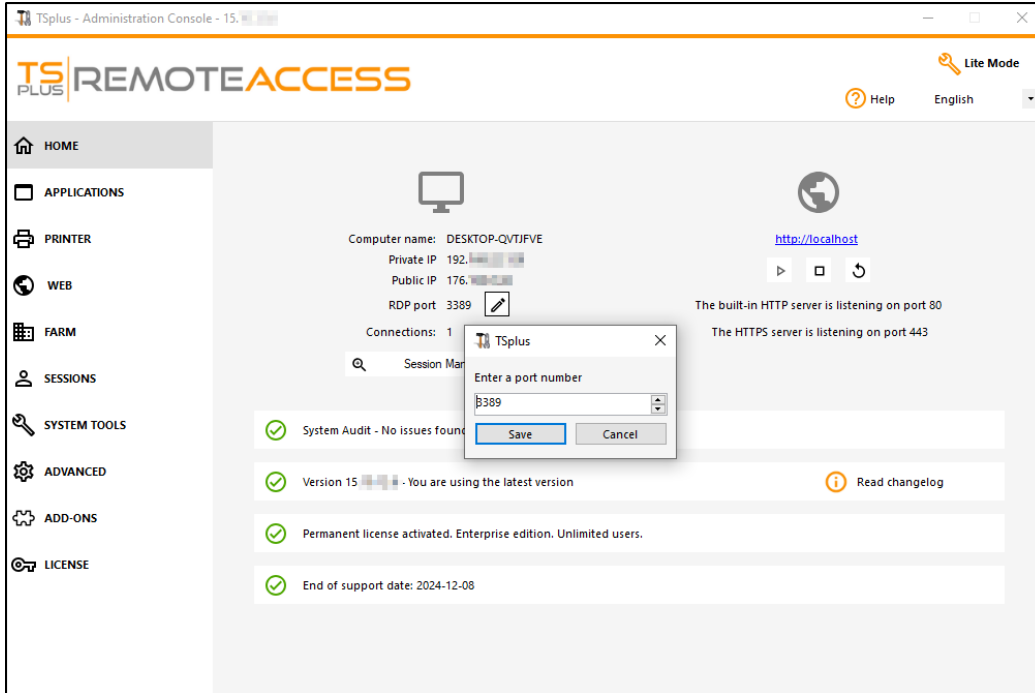 TSplus - Administration Console - 15.
TS PLUS REMOTEACCESS
Lite Mode
Help
English
HOME
APPLICATIONS
PRINTER
WEB
FARM
SESSIONS
SYSTEM TOOLS
ADVANCED
ADD-ONS
LICENSE
Computer name: DESKTOP-QVTJFVE
Private IP 192.
Public IP 176.
RDP port 3389
Connections: 1
Session Mar
http://localhost
The built-in HTTP server is listening on port 80
The HTTPS server is listening on port 443
TSplus
Enter a port number
3389
Save Cancel
System Audit - No issues found
Version 15 - You are using the latest version
Read changelog
Permanent license activated. Enterprise edition. Unlimited users.
End of support date: 2024-12-08